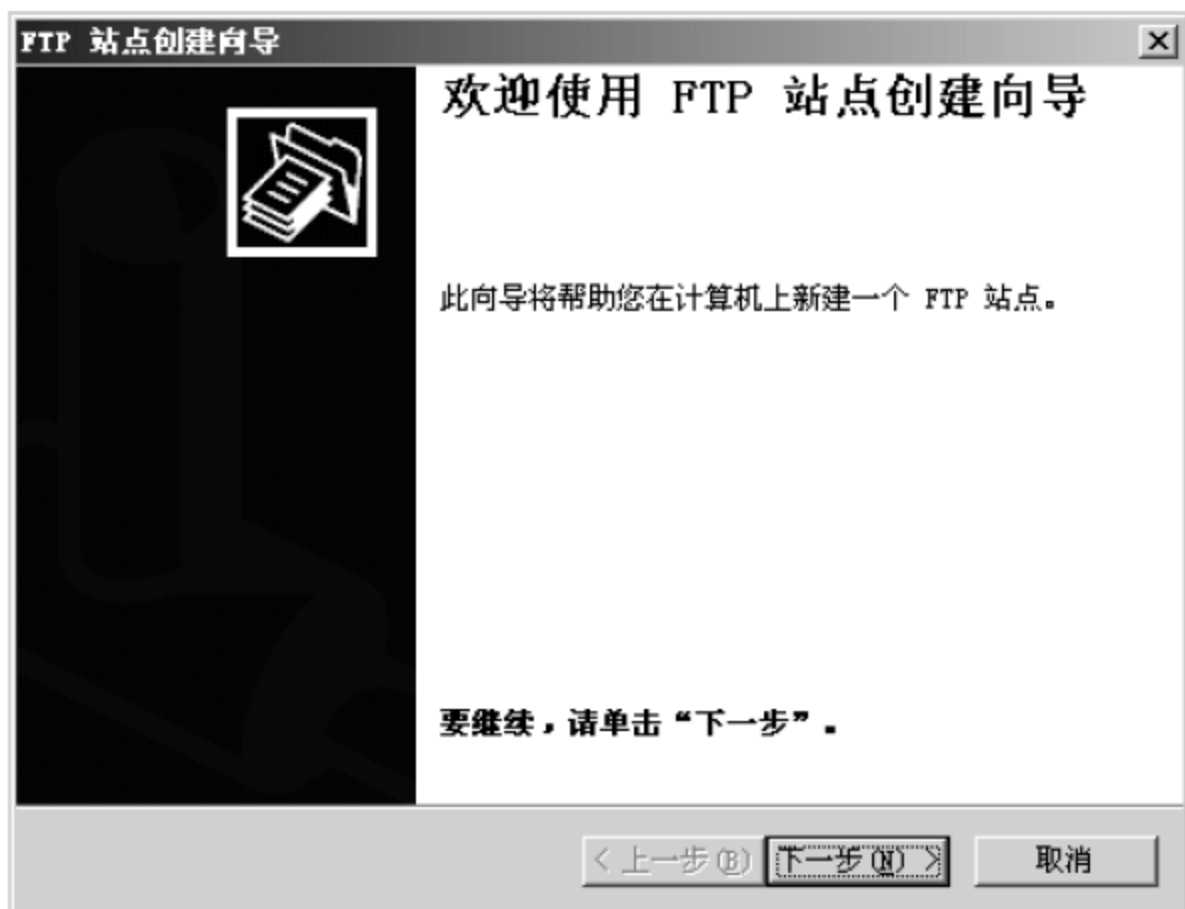 FTP 站点创建向导
欢迎使用 FTP 站点创建向导
此向导将帮助您在计算机上新建一个 FTP 站点。
要继续，请单击“下一步”。
< 上一步(B) 下一步(N) > 取消